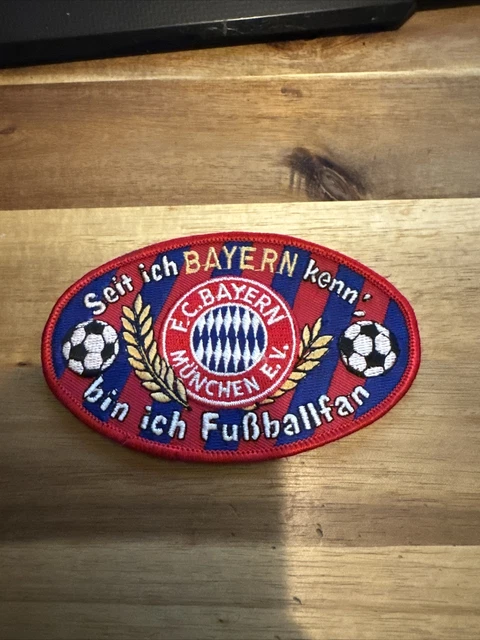 Seit ich BAYERN kenn;
F.C. BAYERN
MÜNCHEN E.V.
bin ich Fußballfan